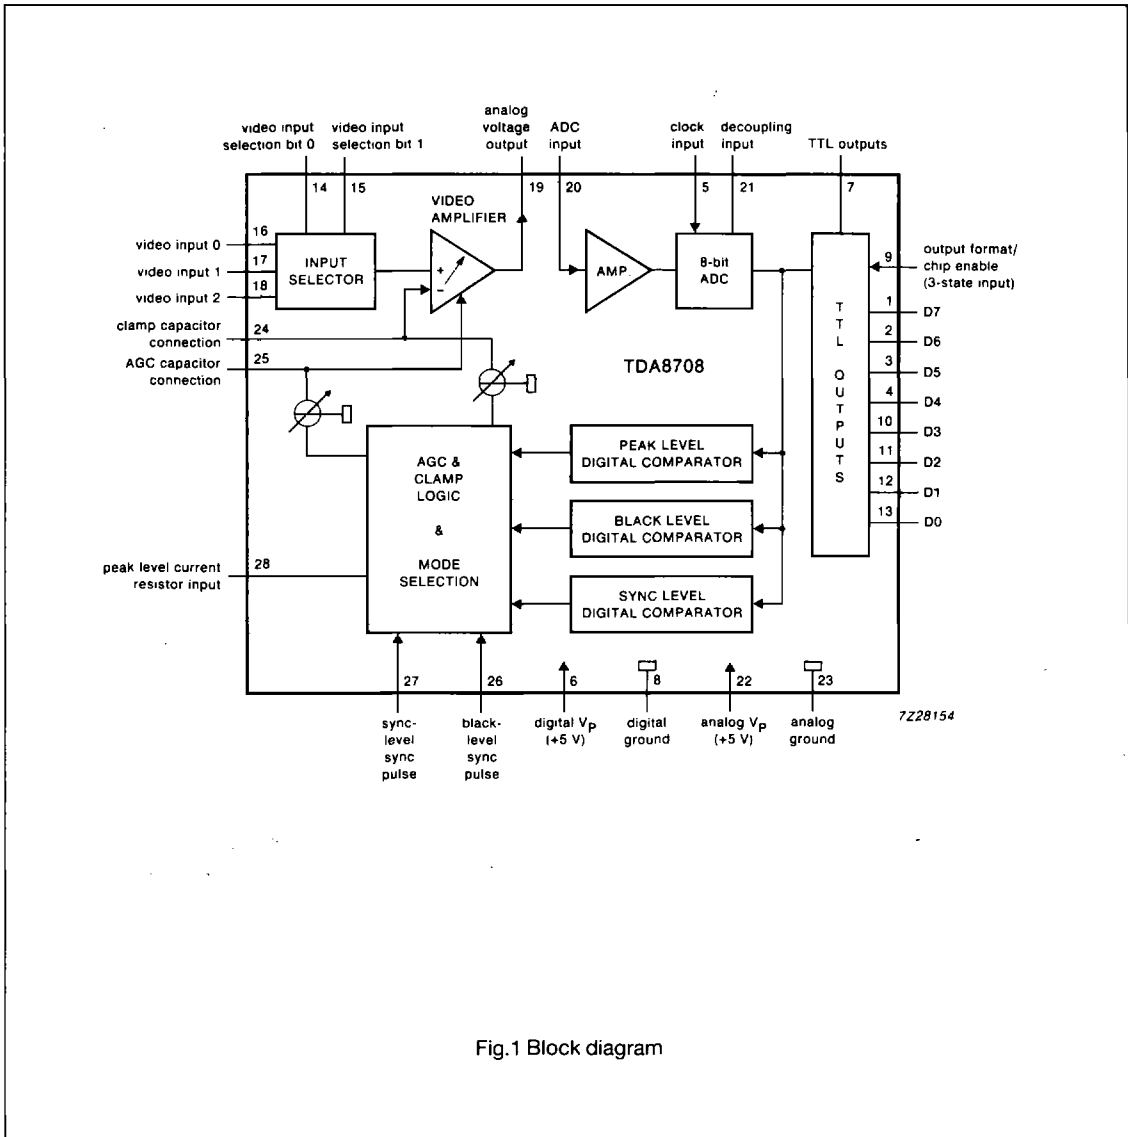 video input
selection bit 0
video input
selection bit 1
analog
voltage
output
ADC
input
clock
input
decoupling
input
TTL outputs
14
15
19
20
5
21
7
VIDEO
AMPLIFIER
video input 0
16
video input 1
17
video input 2
18
INPUT
SELECTOR
+
−
AMP.
8-bit
ADC
TTL OUTPUTS
9
output format/
chip enable
(3-state input)
clamp capacitor
connection
24
AGC capacitor
connection
25
TDA8708
1 D7
2 D6
3 D5
4 D4
10 D3
11 D2
12 D1
13 D0
AGC &
CLAMP
LOGIC
&
MODE
SELECTION
PEAK LEVEL
DIGITAL COMPARATOR
BLACK LEVEL
DIGITAL COMPARATOR
SYNC LEVEL
DIGITAL COMPARATOR
peak level current
resistor input
28
27
26
6
8
22
23
sync-
level
sync
pulse
black-
level
sync
pulse
digital VP
(+5 V)
digital
ground
analog VP
(+5 V)
analog
ground
7Z28154
Fig.1 Block diagram